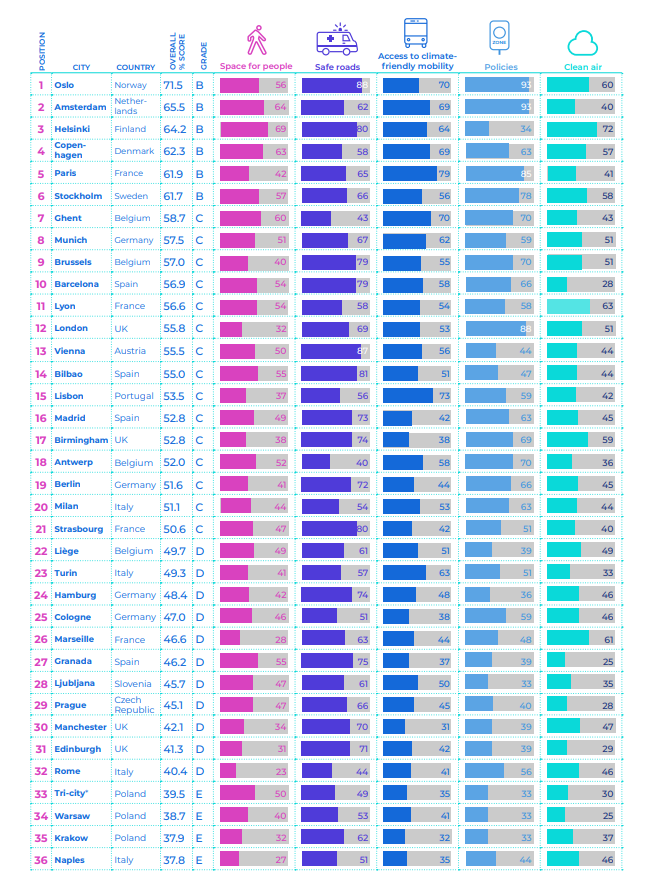 POSITION CITY COUNTRY OVERALL % SCORE GRADE Space for people Safe roads Access to climate-friendly mobility ZONE Policies Clean air
1 Oslo Norway 71.5 B 56 88 70 93 60
2 Amsterdam Nether-lands 65.5 B 64 62 69 93 40
3 Helsinki Finland 64.2 B 69 80 64 34 72
4 Copen-hagen Denmark 62.3 B 63 58 69 63 57
5 Paris France 61.9 B 42 65 79 85 41
6 Stockholm Sweden 61.7 B 57 66 56 78 58
7 Ghent Belgium 58.7 C 60 43 70 70 43
8 Munich Germany 57.5 C 51 67 62 59 51
9 Brussels Belgium 57.0 C 40 79 55 70 51
10 Barcelona Spain 56.9 C 54 79 58 66 28
11 Lyon France 56.6 C 54 58 54 58 63
12 London UK 55.8 C 32 69 53 88 51
13 Vienna Austria 55.5 C 50 87 56 44 44
14 Bilbao Spain 55.0 C 55 81 51 47 44
15 Lisbon Portugal 53.5 C 37 56 73 59 42
16 Madrid Spain 52.8 C 49 73 42 63 45
17 Birmingham UK 52.8 C 38 74 38 69 59
18 Antwerp Belgium 52.0 C 52 40 58 70 36
19 Berlin Germany 51.6 C 41 72 44 66 45
20 Milan Italy 51.1 C 44 54 53 63 44
21 Strasbourg France 50.6 C 47 80 42 51 40
22 Liège Belgium 49.7 D 49 61 51 39 49
23 Turin Italy 49.3 D 41 57 63 51 33
24 Hamburg Germany 48.4 D 42 74 48 36 46
25 Cologne Germany 47.0 D 46 51 38 59 46
26 Marseille France 46.6 D 28 63 44 48 61
27 Granada Spain 46.2 D 55 75 37 39 25
28 Ljubljana Slovenia 45.7 D 47 61 50 33 35
29 Prague Czech Republic 45.1 D 47 66 45 40 28
30 Manchester UK 42.1 D 34 70 31 39 47
31 Edinburgh UK 41.3 D 31 71 42 39 29
32 Rome Italy 40.4 D 23 44 41 56 46
33 Tri-city* Poland 39.5 E 50 49 35 33 30
34 Warsaw Poland 38.7 E 40 53 41 33 25
35 Krakow Poland 37.9 E 32 62 32 33 37
36 Naples Italy 37.8 E 27 51 35 44 46